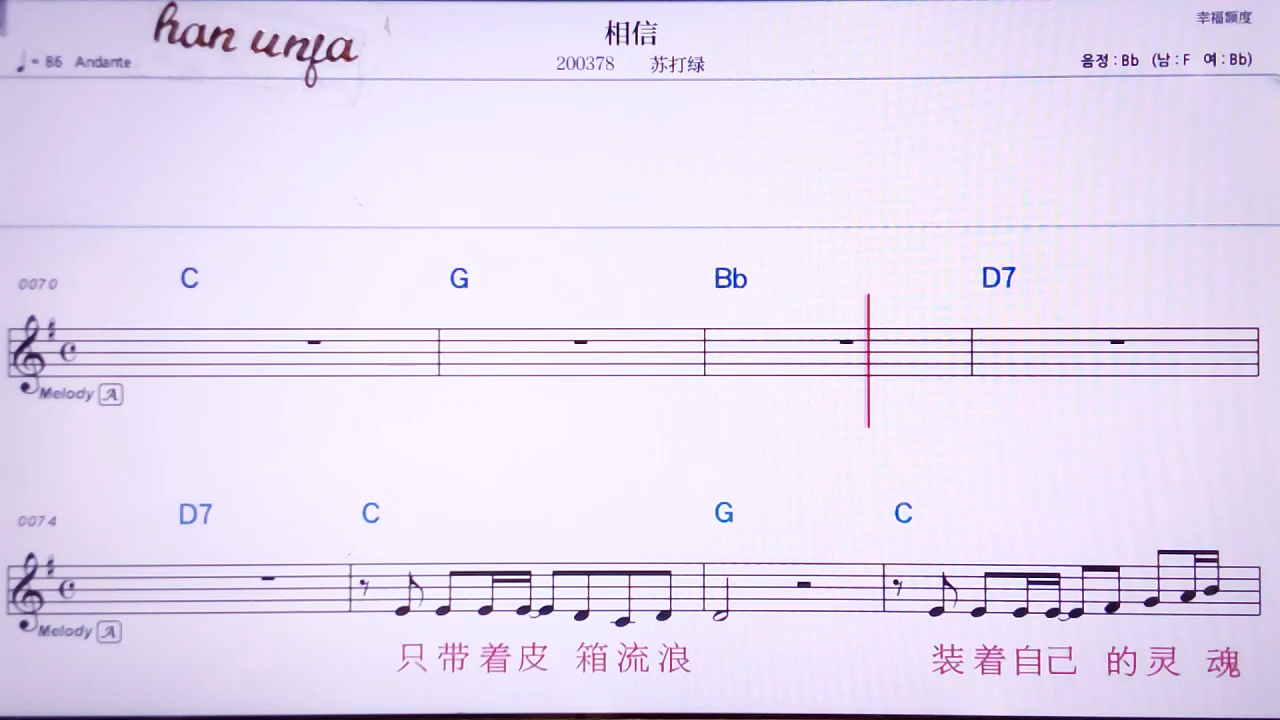 han unfa
相信
幸福额度
♩= 86 Andante
200378 苏打绿
음정 : Bb (남 : F 여 : Bb)
C G Bb D7
0070
Melody A
D7 C G C
0074
Melody A
只带着皮 箱流浪 装着自己 的灵 魂